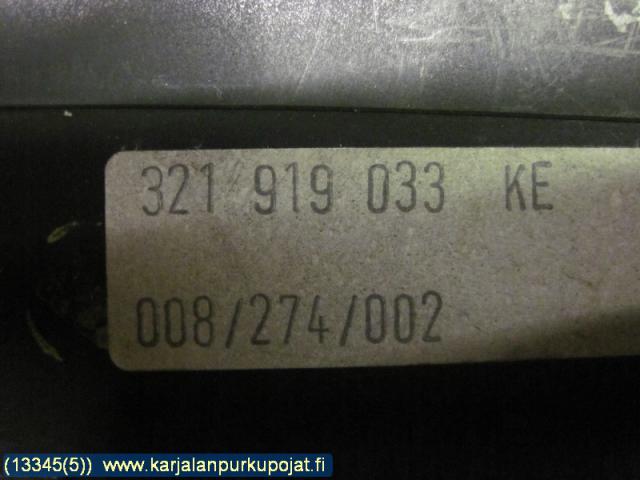 321 919 033 KE
008/274/002
(13345(5)) www.karjalanpurkupojat.fi